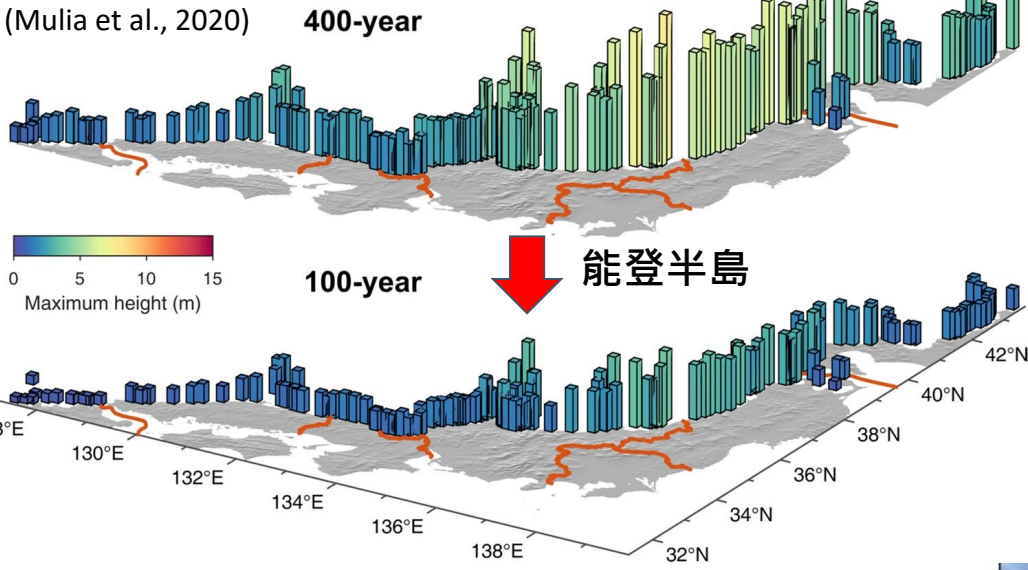 (Mulia et al., 2020)
400-year
0 5 10 15
Maximum height (m)
能登半島
100-year
3°E
130°E
132°E
134°E
136°E
138°E
32°N
34°N
36°N
38°N
40°N
42°N